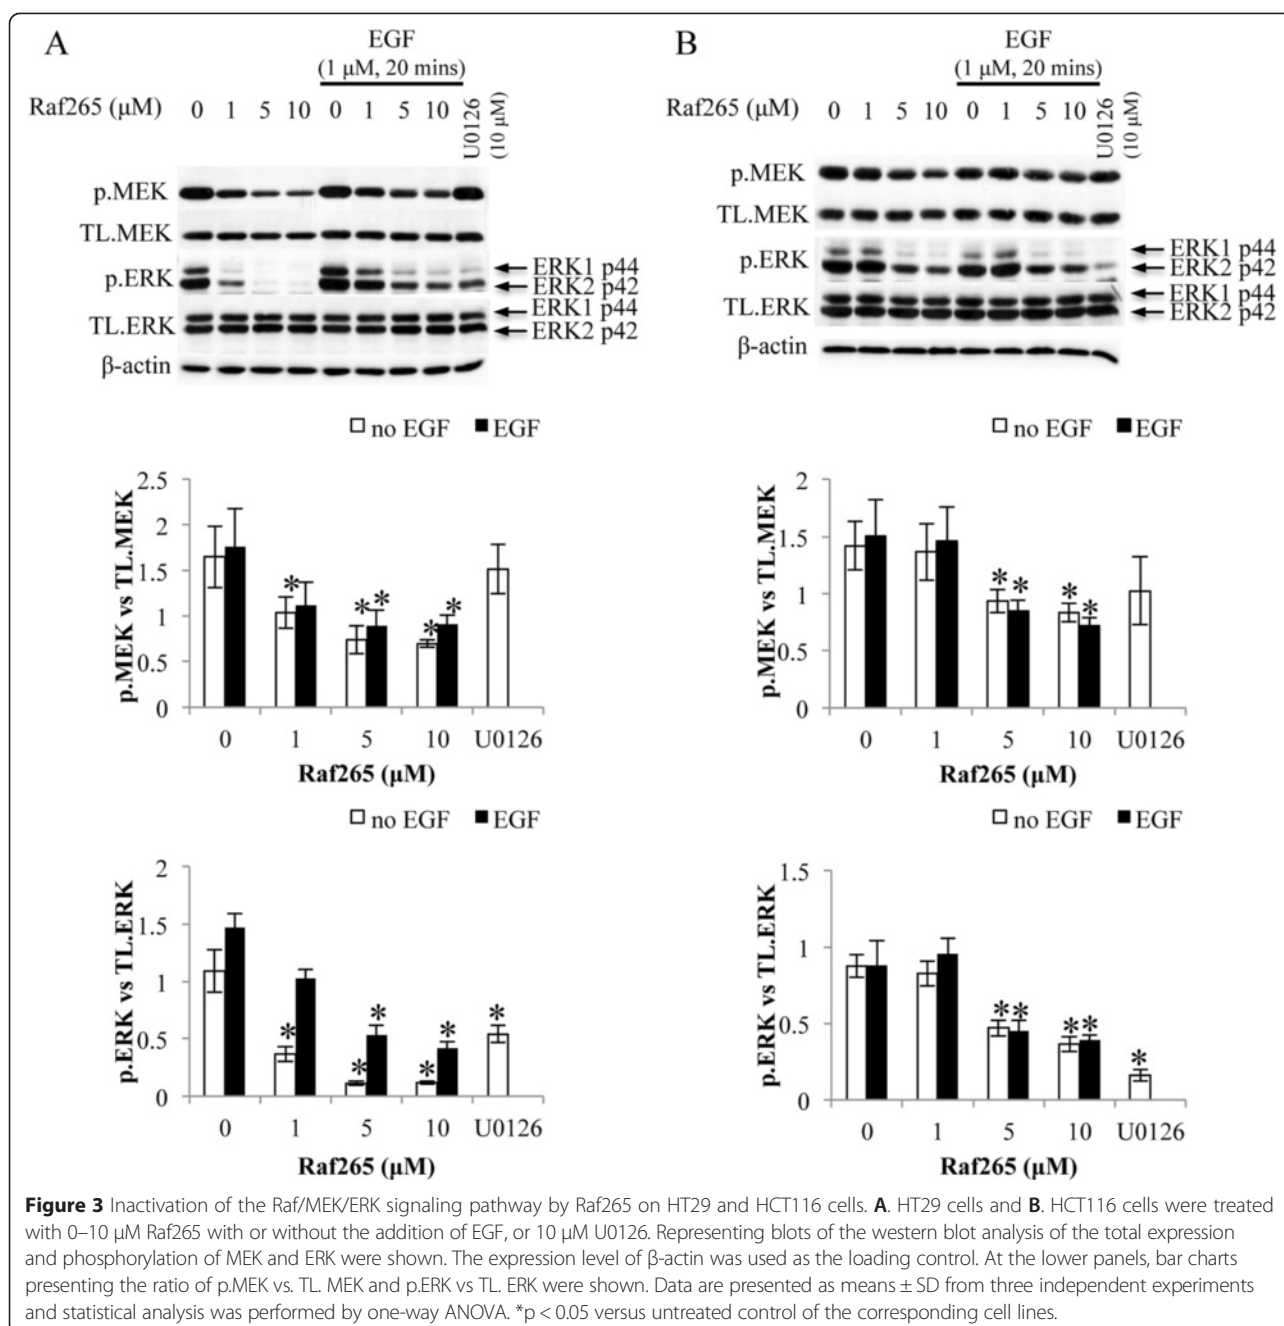 A
EGF
(1 μM, 20 mins)
Raf265 (μM) 0 1 5 10 0 1 5 10 U0126 (10 μM)
p.MEK
TL.MEK
p.ERK
ERK1 p44
ERK2 p42
TL.ERK
ERK1 p44
ERK2 p42
β-actin
B
EGF
(1 μM, 20 mins)
Raf265 (μM) 0 1 5 10 0 1 5 10 U0126 (10 μM)
p.MEK
TL.MEK
p.ERK
ERK1 p44
ERK2 p42
TL.ERK
ERK1 p44
ERK2 p42
β-actin
no EGF EGF
p.MEK vs TL.MEK
2.5
2
1.5
1
0.5
0
* * * * *
0 1 5 10 U0126
Raf265 (μM)
no EGF EGF
p.MEK vs TL.MEK
2
1.5
1
0.5
0
* * * *
0 1 5 10 U0126
Raf265 (μM)
no EGF EGF
p.ERK vs TL.ERK
2
1.5
1
0.5
0
* * * * * *
0 1 5 10 U0126
Raf265 (μM)
no EGF EGF
p.ERK vs TL.ERK
1.5
1
0.5
0
* * * * *
0 1 5 10 U0126
Raf265 (μM)
Figure 3 Inactivation of the Raf/MEK/ERK signaling pathway by Raf265 on HT29 and HCT116 cells. A. HT29 cells and B. HCT116 cells were treated
with 0–10 μM Raf265 with or without the addition of EGF, or 10 μM U0126. Representing blots of the western blot analysis of the total expression
and phosphorylation of MEK and ERK were shown. The expression level of β-actin was used as the loading control. At the lower panels, bar charts
presenting the ratio of p.MEK vs. TL. MEK and p.ERK vs TL. ERK were shown. Data are presented as means ± SD from three independent experiments
and statistical analysis was performed by one-way ANOVA. *p < 0.05 versus untreated control of the corresponding cell lines.